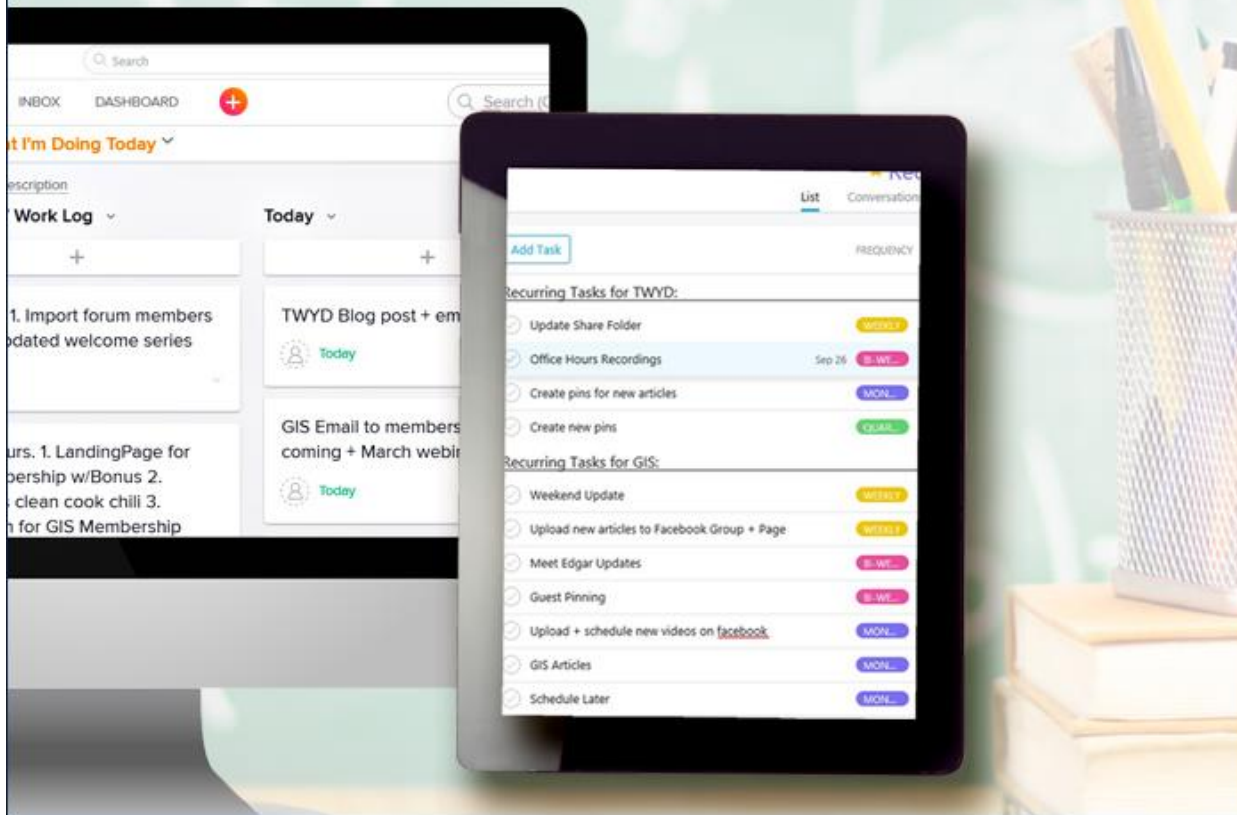 Search
INBOX DASHBOARD
Search (
t I'm Doing Today
escription
Work Log
Today
1. Import forum members
pdated welcome series
urs. 1. LandingPage for
bership w/Bonus 2.
clean cook chili 3.
n for GIS Membership
TWYD Blog post + em
Today
GIS Email to members
coming + March webin
Today
Rec
List Conversation
Add Task FREQUENCY
Recurring Tasks for TWYD:
Update Share Folder WEEKLY
Office Hours Recordings Sep 26 BI-WE...
Create pins for new articles MON...
Create new pins QUAR...
Recurring Tasks for GIS:
Weekend Update WEEKLY
Upload new articles to Facebook Group + Page WEEKLY
Meet Edgar Updates BI-WE...
Guest Pinning BI-WE...
Upload + schedule new videos on facebook MON...
GIS Articles MON...
Schedule Later MON...